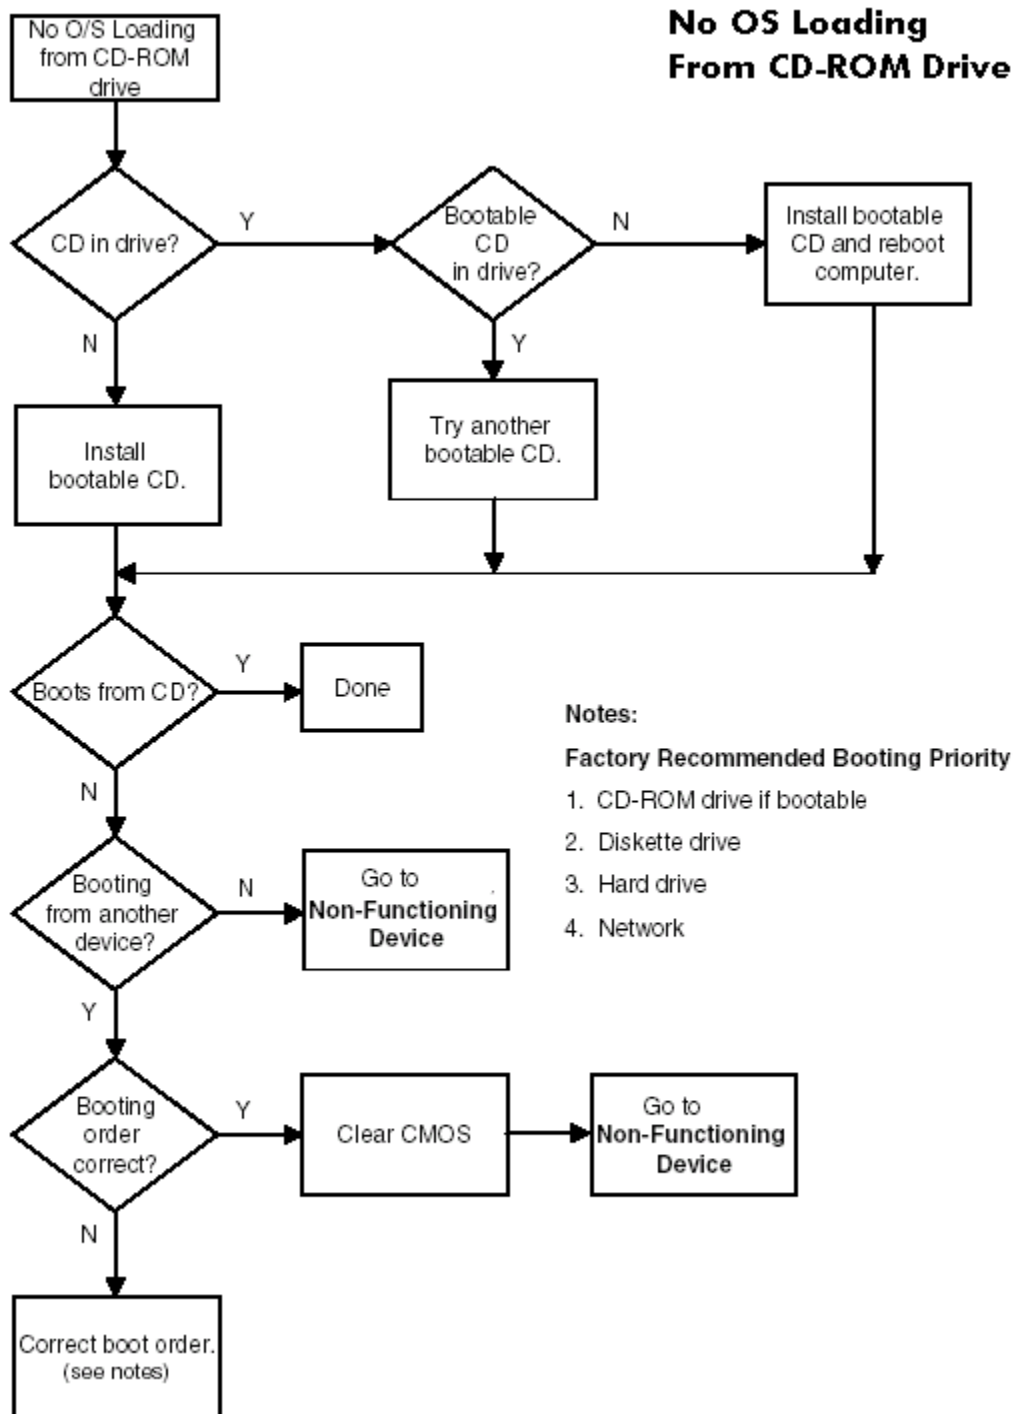 No OS Loading
From CD-ROM Drive
No O/S Loading
from CD-ROM
drive
CD in drive?
Y
Bootable
CD
in drive?
N
Install bootable
CD and reboot
computer.
N
Y
Install
bootable CD.
Try another
bootable CD.
Boots from CD?
Y
Done
N
Notes:
Factory Recommended Booting Priority
1. CD-ROM drive if bootable
2. Diskette drive
3. Hard drive
4. Network
Booting
from another
device?
N
Go to
Non-Functioning
Device
Y
Booting
order
correct?
Y
Clear CMOS
Go to
Non-Functioning
Device
N
Correct boot order.
(see notes)